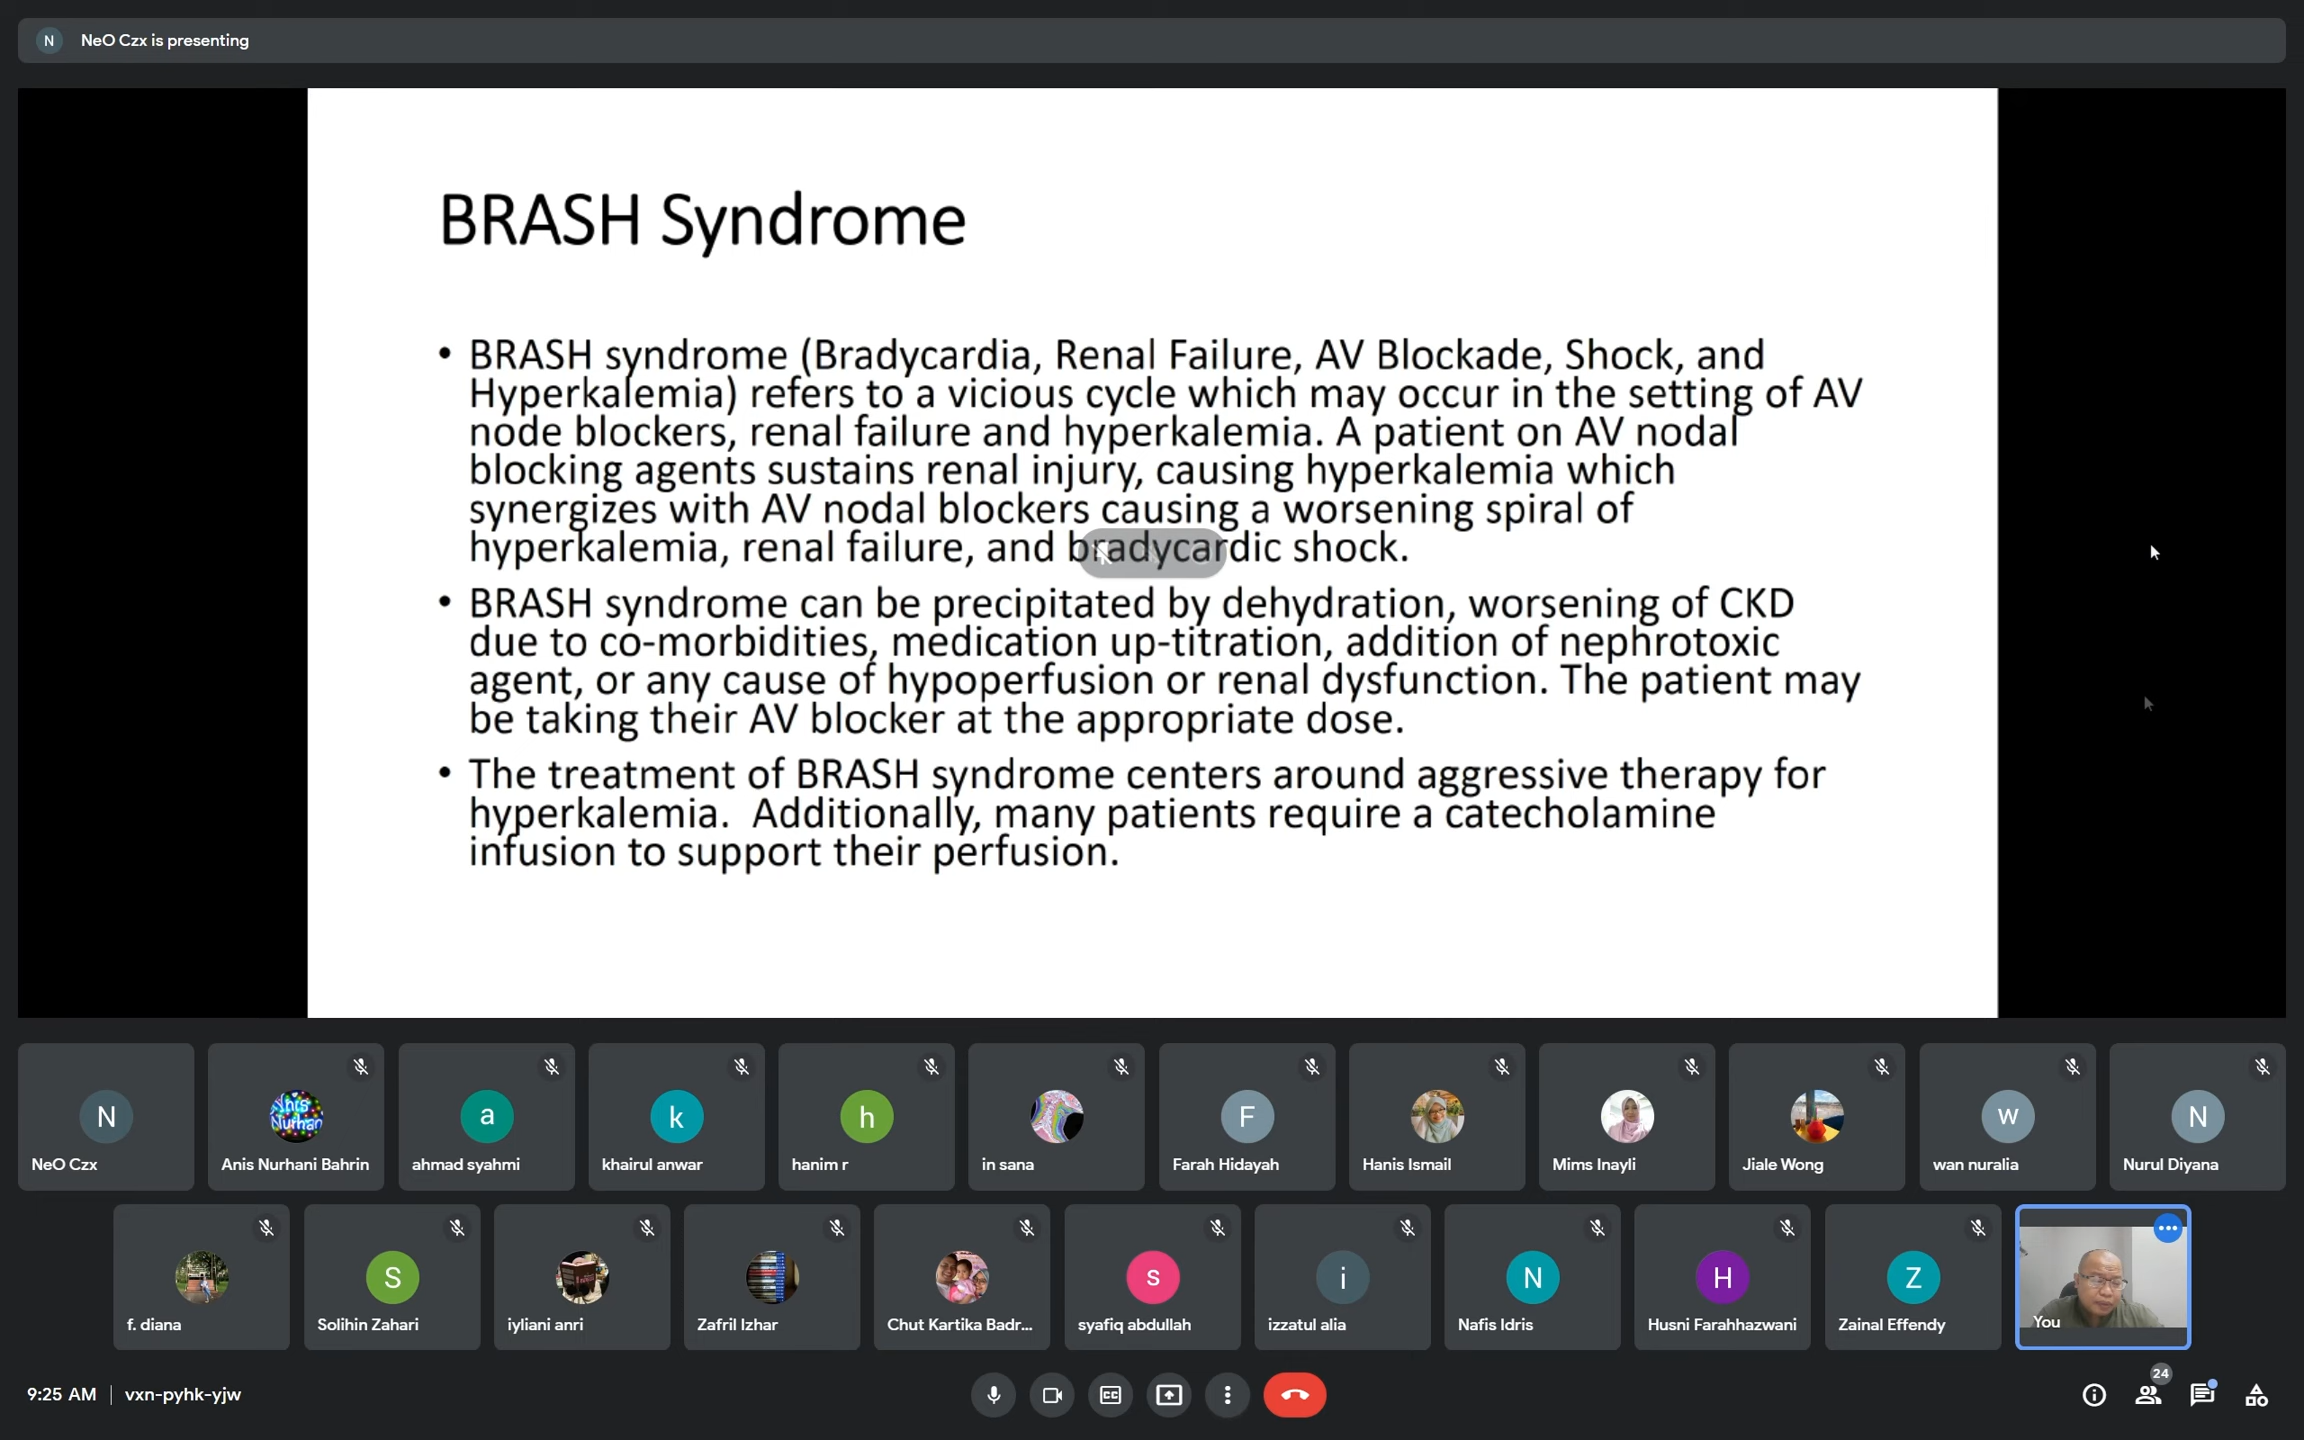 N NeO Czx is presenting
BRASH Syndrome
• BRASH syndrome (Bradycardia, Renal Failure, AV Blockade, Shock, and
Hyperkalemia) refers to a vicious cycle which may occur in the setting of AV
node blockers, renal failure and hyperkalemia. A patient on AV nodal
blocking agents sustains renal injury, causing hyperkalemia which
synergizes with AV nodal blockers causing a worsening spiral of
hyperkalemia, renal failure, and bradycardic shock.
• BRASH syndrome can be precipitated by dehydration, worsening of CKD
due to co-morbidities, medication up-titration, addition of nephrotoxic
agent, or any cause of hypoperfusion or renal dysfunction. The patient may
be taking their AV blocker at the appropriate dose.
• The treatment of BRASH syndrome centers around aggressive therapy for
hyperkalemia.  Additionally, many patients require a catecholamine
infusion to support their perfusion.
N
Anis Nurhani
a
k
h
F
w
N
NeO Czx
Anis Nurhani Bahrin
ahmad syahmi
khairul anwar
hanim r
in sana
Farah Hidayah
Hanis Ismail
Mims Inayli
Jiale Wong
wan nuralia
Nurul Diyana
S
s
i
N
H
Z
f. diana
Solihin Zahari
iyliani anri
Zafril Izhar
Chut Kartika Badr...
syafiq abdullah
izzatul alia
Nafis Idris
Husni Farahhazwani
Zainal Effendy
You
9:25 AM | vxn-pyhk-yjw
CC
24